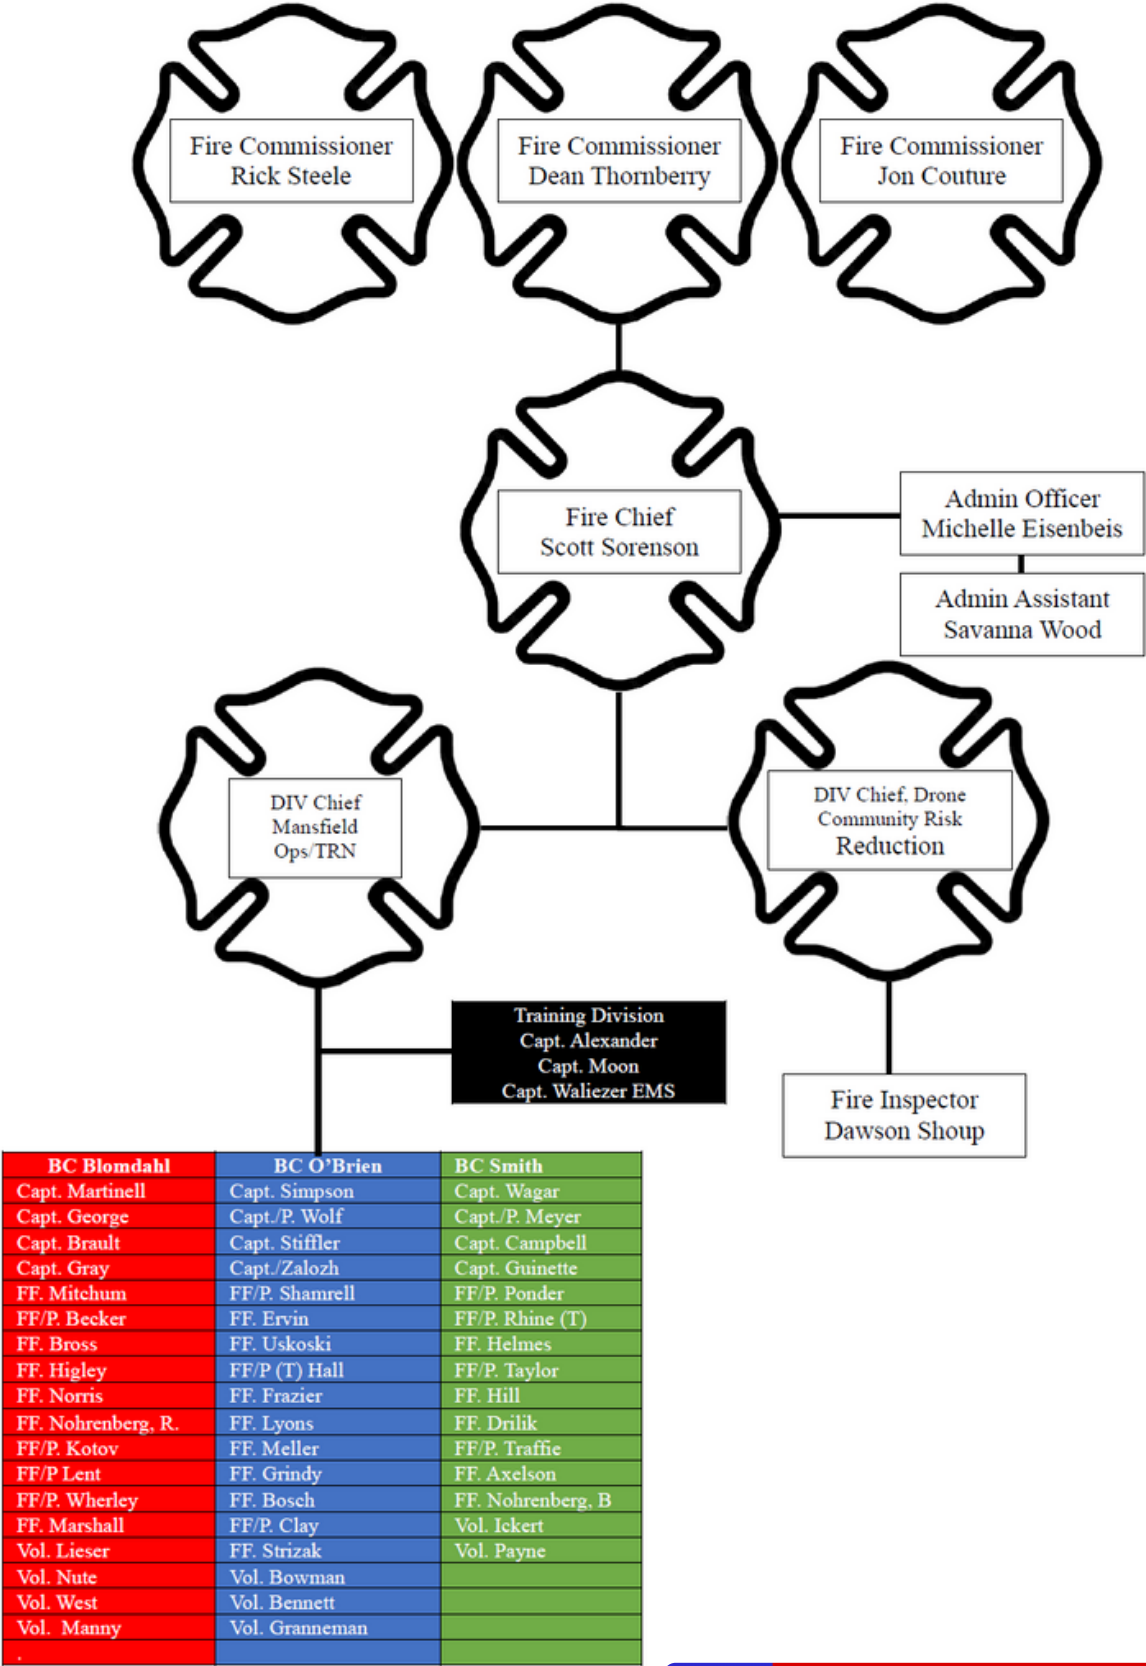 Fire Commissioner
Rick Steele
Fire Commissioner
Dean Thornberry
Fire Commissioner
Jon Couture
Fire Chief
Scott Sorenson
Admin Officer
Michelle Eisenbeis
Admin Assistant
Savanna Wood
DIV Chief
Mansfield
Ops/TRN
DIV Chief, Drone
Community Risk
Reduction
Training Division
Capt. Alexander
Capt. Moon
Capt. Waliezer EMS
Fire Inspector
Dawson Shoup
BC Blomdahl
Capt. Martinell
Capt. George
Capt. Brault
Capt. Gray
FF. Mitchum
FF/P. Becker
FF. Bross
FF. Higley
FF. Norris
FF. Nohrenberg, R.
FF/P. Kotov
FF/P Lent
FF/P. Wherley
FF. Marshall
Vol. Lieser
Vol. Nute
Vol. West
Vol. Manny
.
BC O’Brien
Capt. Simpson
Capt./P. Wolf
Capt. Stiffler
Capt./Zalozh
FF/P. Shamrell
FF. Ervin
FF. Uskoski
FF/P (T) Hall
FF. Frazier
FF. Lyons
FF. Meller
FF. Grindy
FF. Bosch
FF/P. Clay
FF. Strizak
Vol. Bowman
Vol. Bennett
Vol. Granneman
BC Smith
Capt. Wagar
Capt./P. Meyer
Capt. Campbell
Capt. Guinette
FF/P. Ponder
FF/P. Rhine (T)
FF. Helmes
FF/P. Taylor
FF. Hill
FF. Drilik
FF/P. Traffie
FF. Axelson
FF. Nohrenberg, B
Vol. Ickert
Vol. Payne